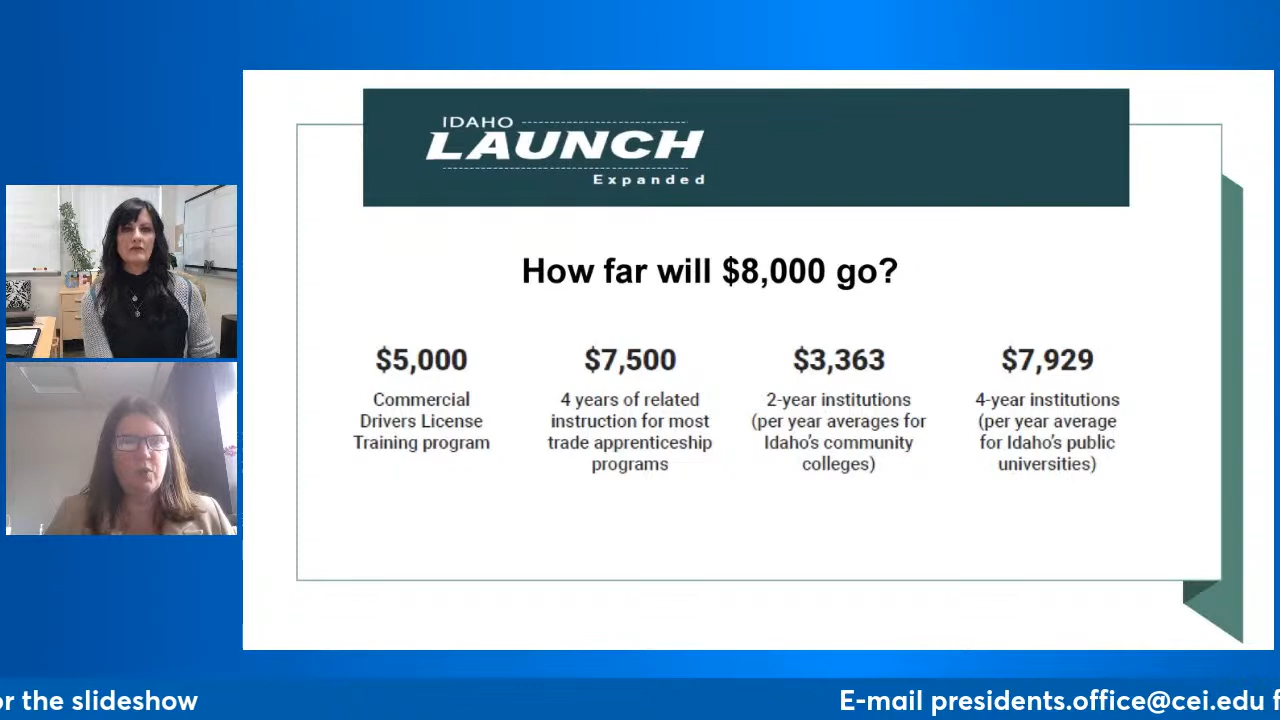 IDAHO
LAUNCH
Expanded
How far will $8,000 go?
$5,000
Commercial
Drivers License
Training program
$7,500
4 years of related
instruction for most
trade apprenticeship
programs
$3,363
2-year institutions
(per year averages for
Idaho's community
colleges)
$7,929
4-year institutions
(per year average
for Idaho's public
universities)
or the slideshow
E-mail presidents.office@cei.edu f